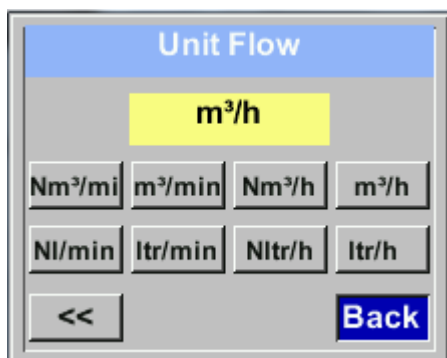 Unit Flow
m³/h
Nm³/mi m³/min Nm³/h m³/h
Nl/min ltr/min Nltr/h ltr/h
<< Back